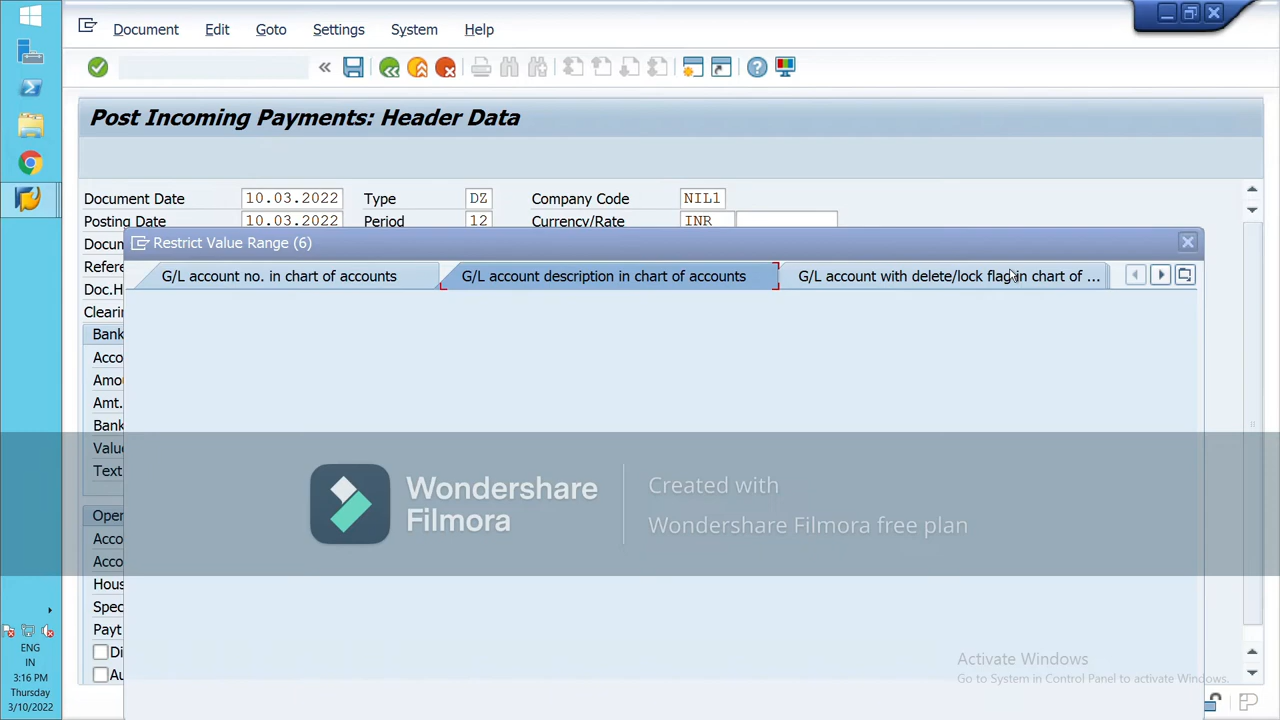 Document Edit Goto Settings System Help
Post Incoming Payments: Header Data
Document Date 10.03.2022 Type DZ Company Code NIL1
Posting Date 10.03.2022 Period 12 Currency/Rate INR
Docum
Restrict Value Range (6)
Refere
G/L account no. in chart of accounts G/L account description in chart of accounts G/L account with delete/lock flag in chart of ...
Doc.H
Clearin
Bank
Acco
Amo
Amt.
Bank
Value
Text
Wondershare
Filmora
Created with
Wondershare Filmora free plan
Oper
Acco
Acco
Hous
Spec
Payt
Di
Au
ENG
IN
3:16 PM
Thursday
3/10/2022
Activate Windows
Go to System in Control Panel to activate Windows.